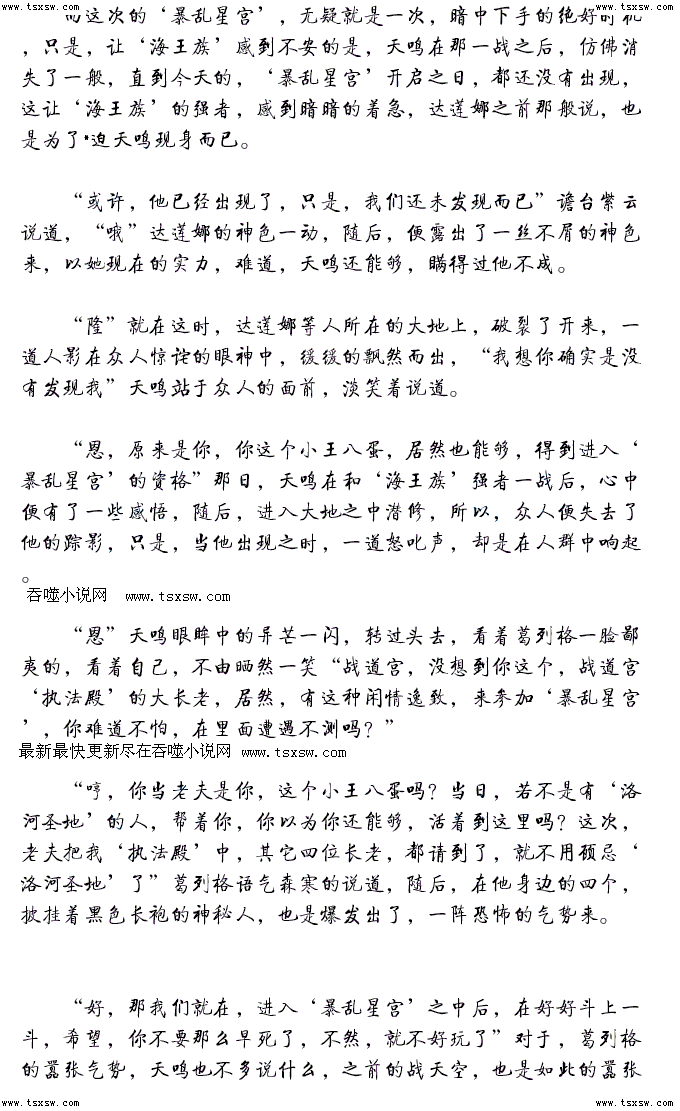 www.tsxsw.com www.tsxsw.com www.tsxsw.com
而这次的‘暴乱星宫’，无疑就是一次，暗中下手的绝好时机
，只是，让‘海王族’感到不安的是，天鸣在那一战之后，仿佛消
失了一般，直到今天的，‘暴乱星宫’开启之日，都还没有出现，
这让‘海王族’的强者，感到暗暗的着急，达莲娜之前那般说，也
是为了*迫天鸣现身而已。
“或许，他已经出现了，只是，我们还未发现而已”澹台紫云
说道，“哦”达莲娜的神色一动，随后，便露出了一丝不屑的神色
来，以她现在的实力，难道，天鸣还能够，瞒得过他不成。
“隆”就在这时，达莲娜等人所在的大地上，破裂了开来，一
道人影在众人惊诧的眼神中，缓缓的飘然而出，“我想你确实是没
有发现我”天鸣站于众人的面前，淡笑着说道。
“恩，原来是你，你这个小王八蛋，居然也能够，得到进入‘
暴乱星宫’的资格”那日，天鸣在和‘海王族’强者一战后，心中
便有了一些感悟，随后，进入大地之中潜修，所以，众人便失去了
他的踪影，只是，当他出现之时，一道怒叱声，却是在人群中响起
。
吞噬小说网 www.tsxsw.com
“恩”天鸣眼眸中的异芒一闪，转过头去，看着葛列格一脸鄙
夷的，看着自己，不由晒然一笑“战道宫，没想到你这个，战道宫
‘执法殿’的大长老，居然，有这种闲情逸致，来参加‘暴乱星宫
’，你难道不怕，在里面遭遇不测吗？”
最新最快更新尽在吞噬小说网 www.tsxsw.com
“哼，你当老夫是你，这个小王八蛋吗？当日，若不是有‘洛
河圣地’的人，帮着你，你以为你还能够，活着到这里吗？这次，
老夫把我‘执法殿’中，其它四位长老，都请到了，就不用顾忌‘
洛河圣地’了”葛列格语气森寒的说道，随后，在他身边的四个，
披挂着黑色长袍的神秘人，也是爆发出了，一阵恐怖的气势来。
“好，那我们就在，进入‘暴乱星宫’之中后，在好好斗上一
斗，希望，你不要那么早死了，不然，就不好玩了”对于，葛列格
的嚣张气势，天鸣也不多说什么，之前的战天空，也是如此的嚣张
www.tsxsw.com www.tsxsw.com www.tsxsw.com